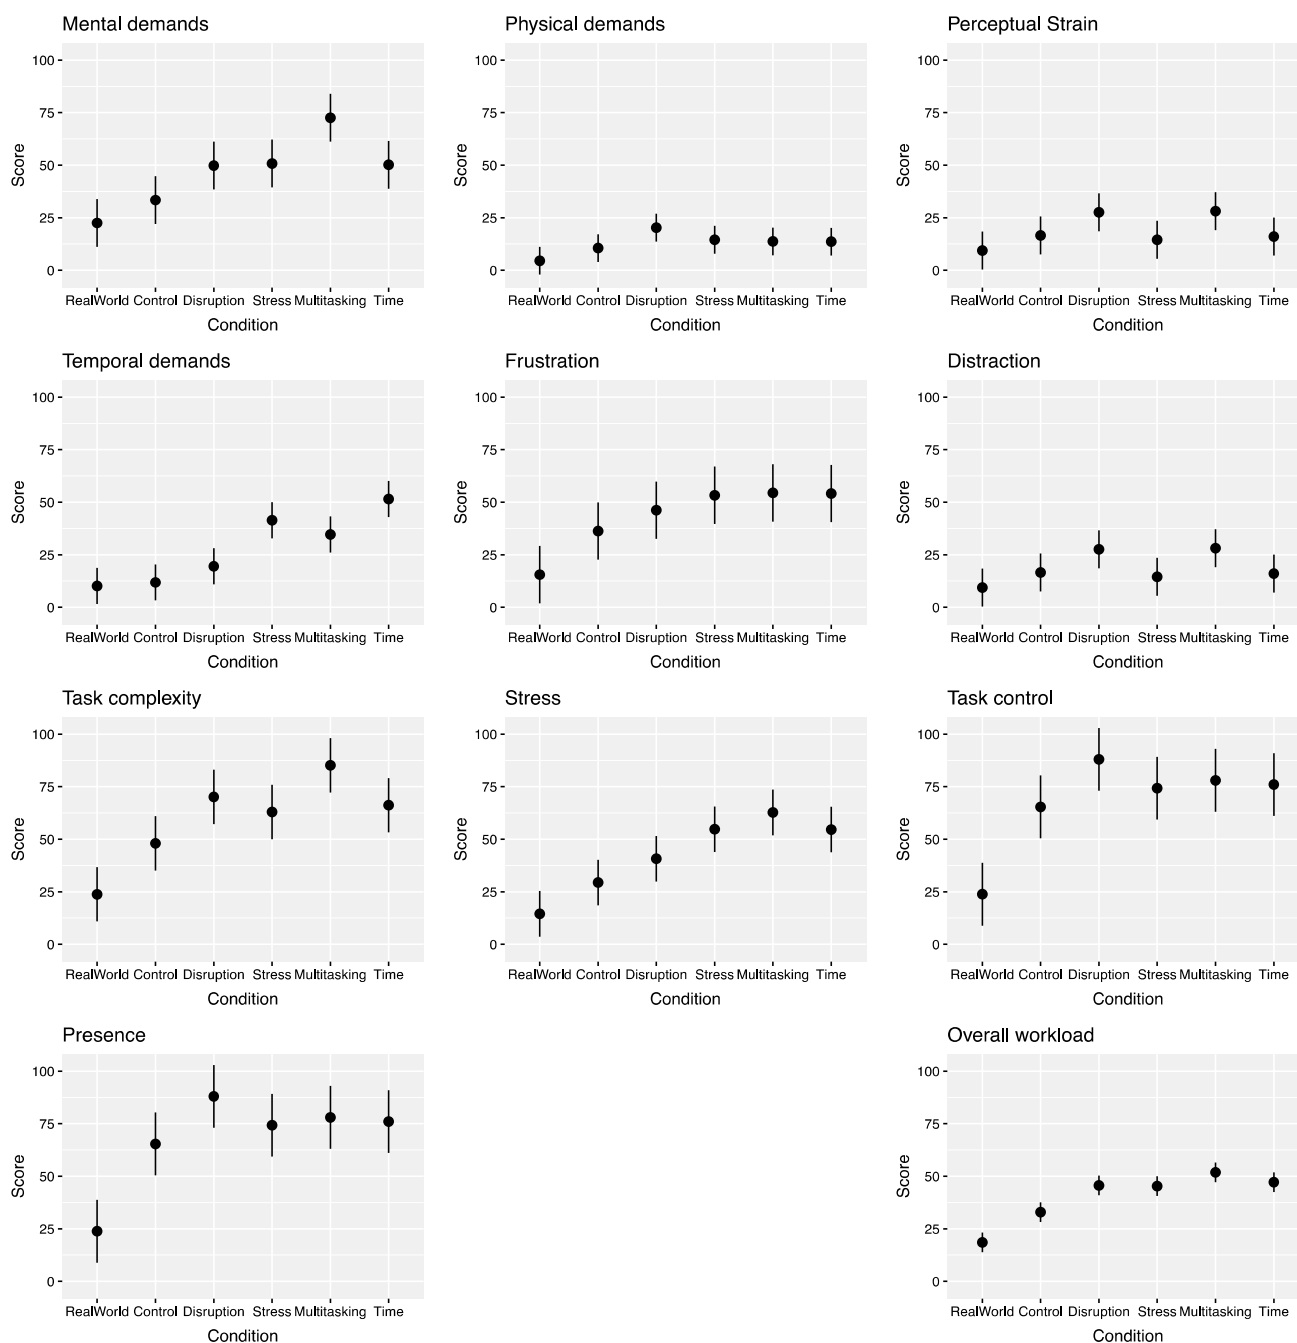 Mental demands
Physical demands
Perceptual Strain
100
75
50
25
0
Score
RealWorld Control Disruption Stress Multitasking Time
Condition
100
75
50
25
0
Score
RealWorld Control Disruption Stress Multitasking Time
Condition
100
75
50
25
0
Score
RealWorld Control Disruption Stress Multitasking Time
Condition
Temporal demands
Frustration
Distraction
100
75
50
25
0
Score
RealWorld Control Disruption Stress Multitasking Time
Condition
100
75
50
25
0
Score
RealWorld Control Disruption Stress Multitasking Time
Condition
100
75
50
25
0
Score
RealWorld Control Disruption Stress Multitasking Time
Condition
Task complexity
Stress
Task control
100
75
50
25
0
Score
RealWorld Control Disruption Stress Multitasking Time
Condition
100
75
50
25
0
Score
RealWorld Control Disruption Stress Multitasking Time
Condition
100
75
50
25
0
Score
RealWorld Control Disruption Stress Multitasking Time
Condition
Presence
Overall workload
100
75
50
25
0
Score
RealWorld Control Disruption Stress Multitasking Time
Condition
100
75
50
25
0
Score
RealWorld Control Disruption Stress Multitasking Time
Condition